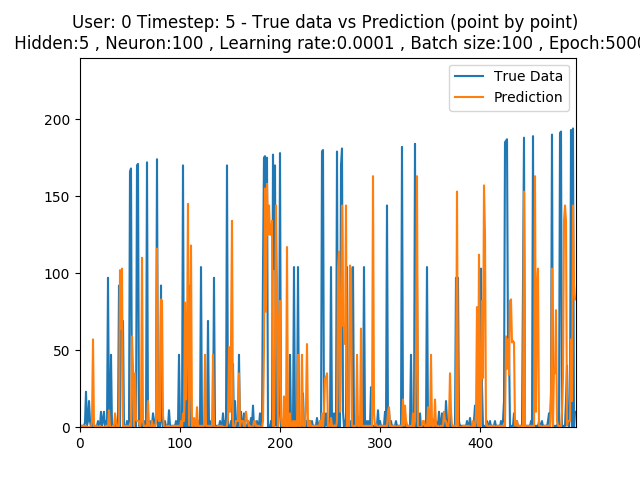 User: 0 Timestep: 5 - True data vs Prediction (point by point)
Hidden:5 , Neuron:100 , Learning rate:0.0001 , Batch size:100 , Epoch:5000
True Data
Prediction
200
150
100
50
0
0 100 200 300 400